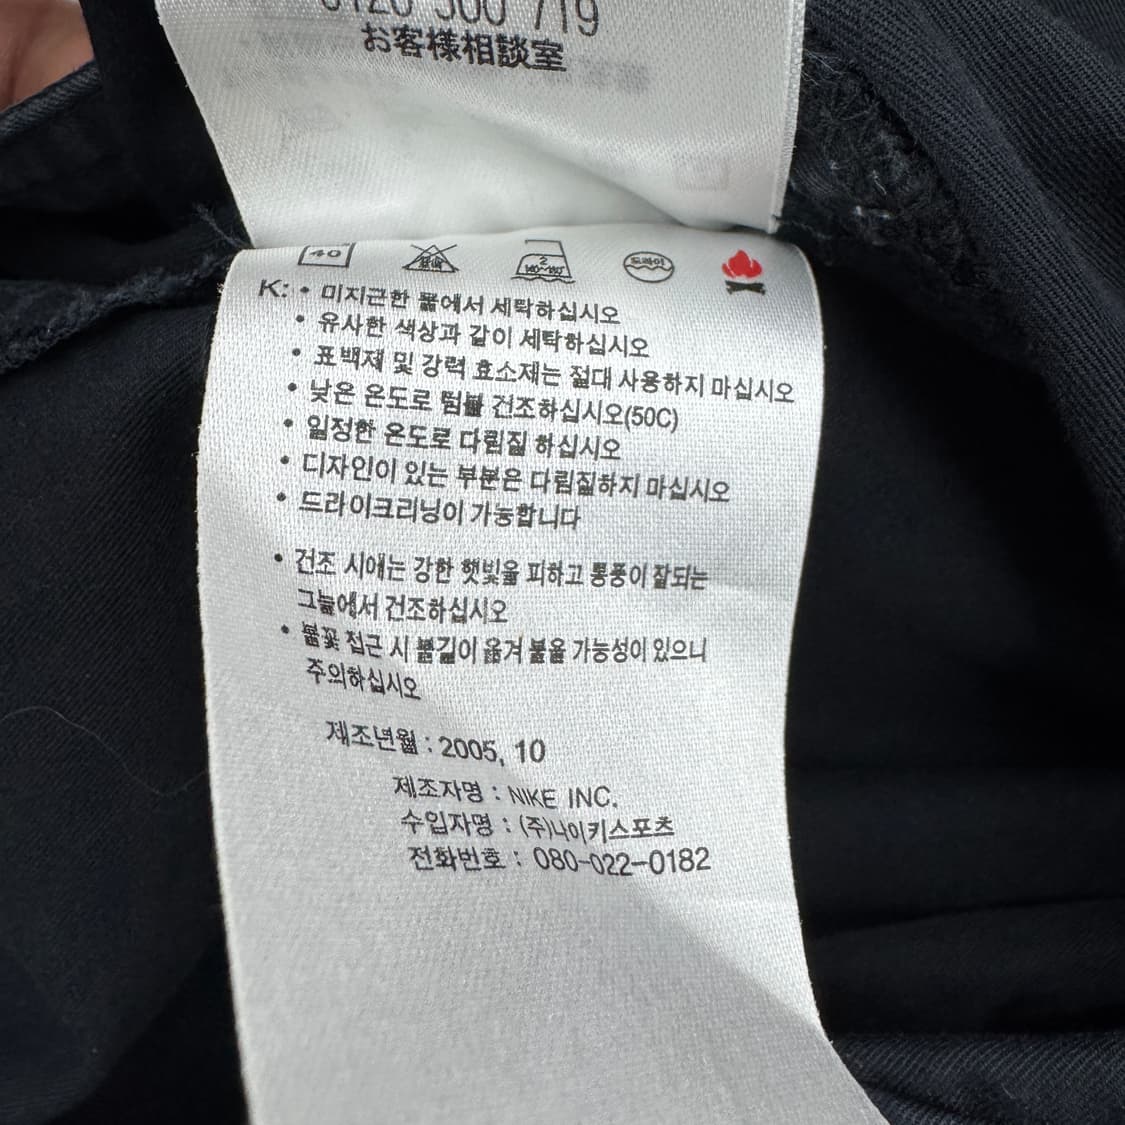 0120 500 719
お客様相談室
40
표백
2
140~160
드라이
K: • 미지근한 물에서 세탁하십시오
• 유사한 색상과 같이 세탁하십시오
• 표백제 및 강력 효소제는 절대 사용하지 마십시오
• 낮은 온도로 텀블 건조하십시오(50C)
• 일정한 온도로 다림질 하십시오
• 디자인이 있는 부분은 다림질하지 마십시오
• 드라이크리닝이 가능합니다
• 건조 시에는 강한 햇빛을 피하고 통풍이 잘되는
그늘에서 건조하십시오
• 불꽃 접근 시 불길이 옮겨 붙을 가능성이 있으니
주의하십시오
제조년월 : 2005, 10
제조자명 : NIKE INC.
수입자명 : (주)나이키스포츠
전화번호 : 080-022-0182